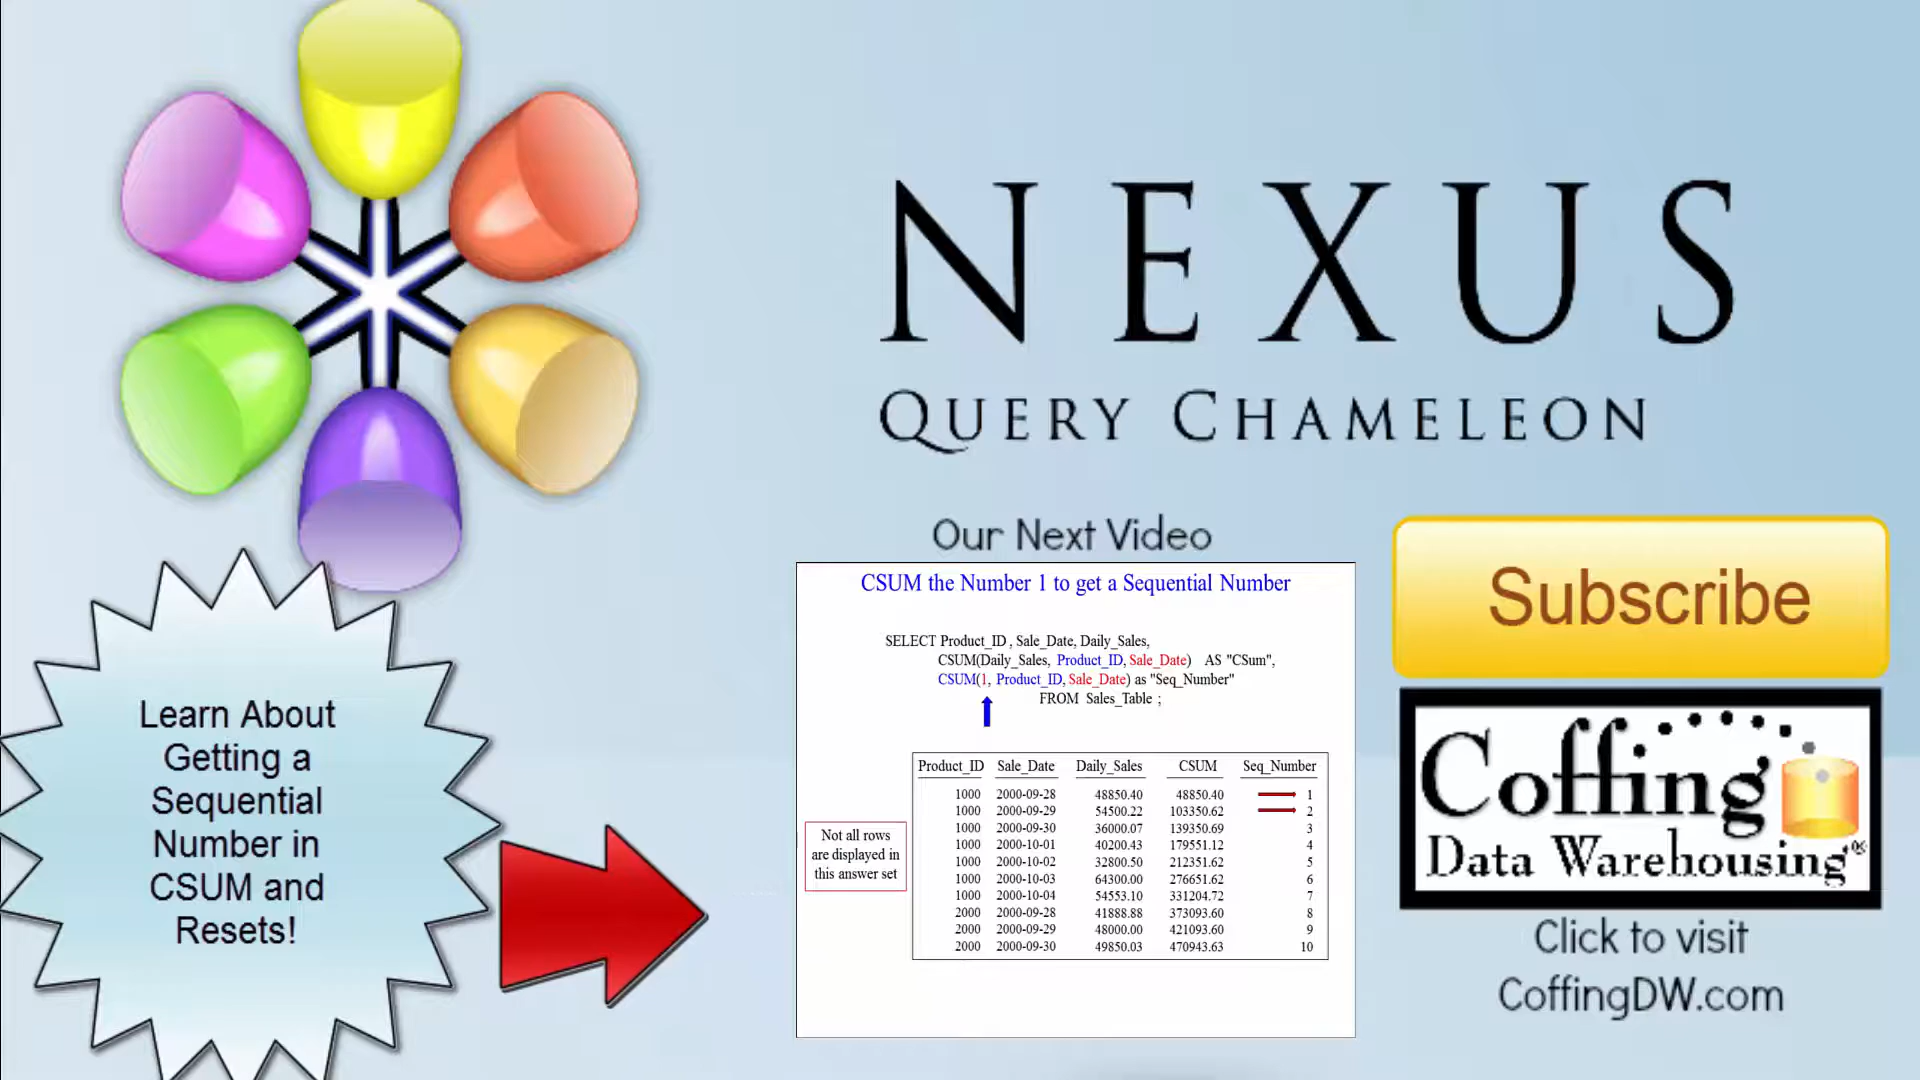 NEXUS
QUERY CHAMELEON
Our Next Video
Subscribe
CSUM the Number 1 to get a Sequential Number
SELECT Product_ID , Sale_Date, Daily_Sales,
CSUM(Daily_Sales, Product_ID, Sale_Date) AS "CSum",
CSUM(1, Product_ID, Sale_Date) as "Seq_Number"
FROM Sales_Table ;
Product_ID Sale_Date Daily_Sales CSUM Seq_Number
1000 2000-09-28 48850.40 48850.40 1
1000 2000-09-29 54500.22 103350.62 2
1000 2000-09-30 36000.07 139350.69 3
1000 2000-10-01 40200.43 179551.12 4
1000 2000-10-02 32800.50 212351.62 5
1000 2000-10-03 64300.00 276651.62 6
1000 2000-10-04 54553.10 331204.72 7
2000 2000-09-28 41888.88 373093.60 8
2000 2000-09-29 48000.00 421093.60 9
2000 2000-09-30 49850.03 470943.63 10
Not all rows
are displayed in
this answer set
Learn About
Getting a
Sequential
Number in
CSUM and
Resets!
Coffing
Data Warehousing®
Click to visit
CoffingDW.com